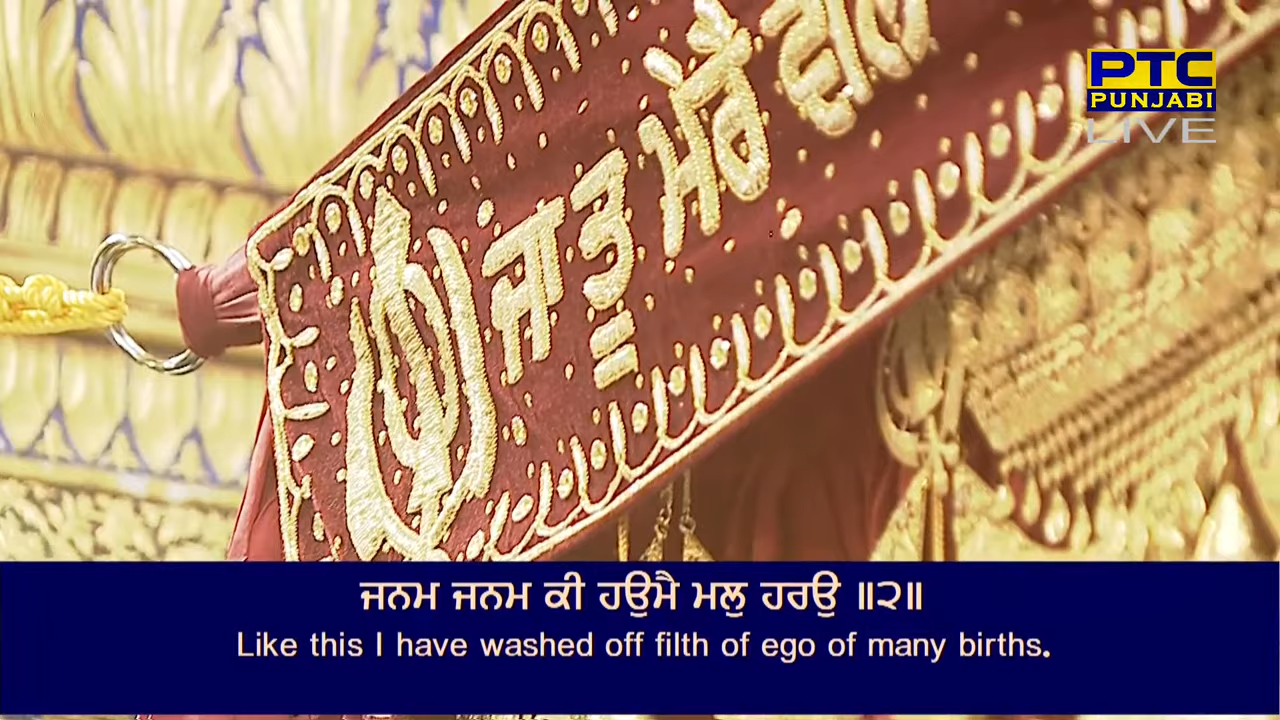 ਜਾ ਤੂ ਮੇਰੈ ਵਲਿ
PTC
PUNJABI
LIVE
ਜਨਮ ਜਨਮ ਕੀ ਹਉਮੈ ਮਲੁ ਹਰਉ ॥੨॥
Like this I have washed off filth of ego of many births.